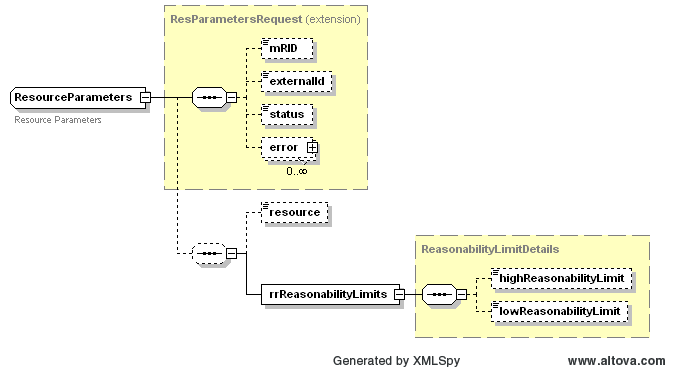 ResParametersRequest (extension)
mRID
externalId
ResourceParameters
Resource Parameters
status
error
0..∞
resource
ReasonabilityLimitDetails
highReasonabilityLimit
rrReasonabilityLimits
lowReasonabilityLimit
Generated by XMLSpy
www.altova.com